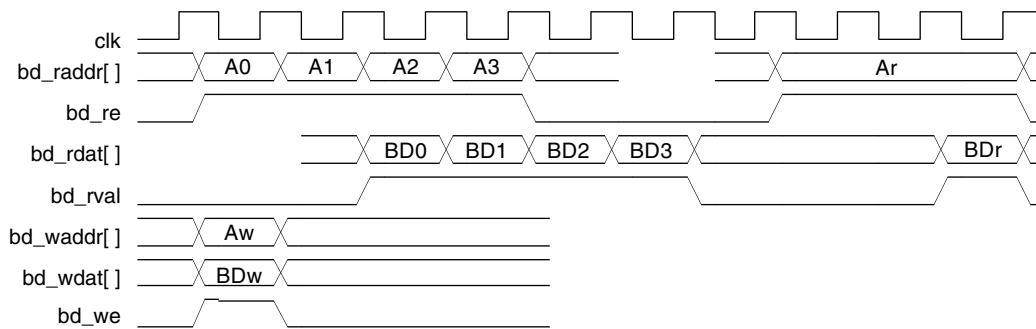 clk
bd_raddr[ ] A0 A1 A2 A3 Ar
bd_re
bd_rdat[ ] BD0 BD1 BD2 BD3 BDr
bd_rval
bd_waddr[ ] Aw
bd_wdat[ ] BDw
bd_we